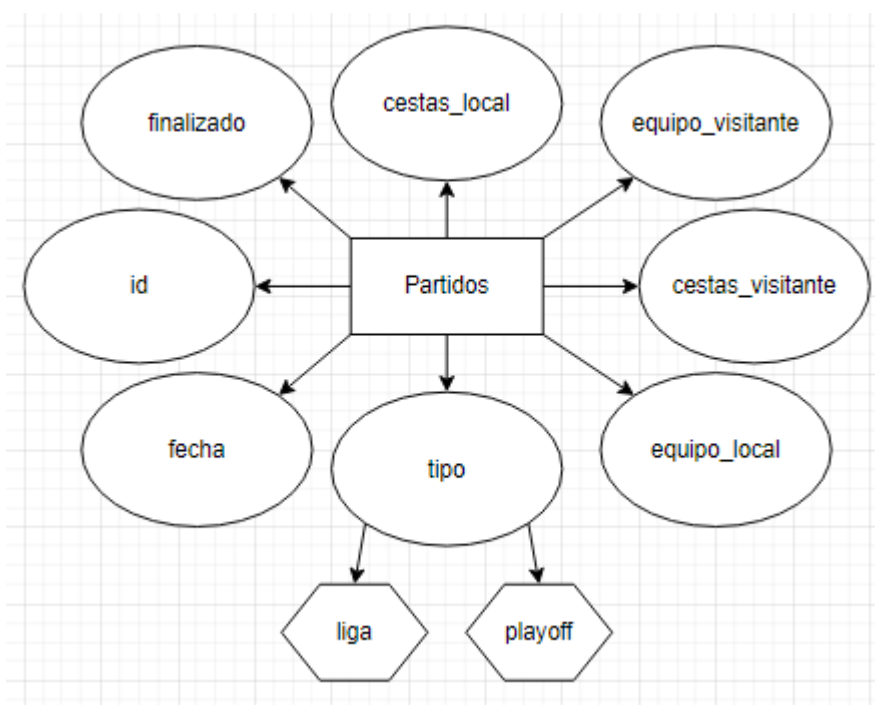 cestas_local
finalizado
equipo_visitante
id
Partidos
cestas_visitante
fecha
tipo
equipo_local
liga
playoff